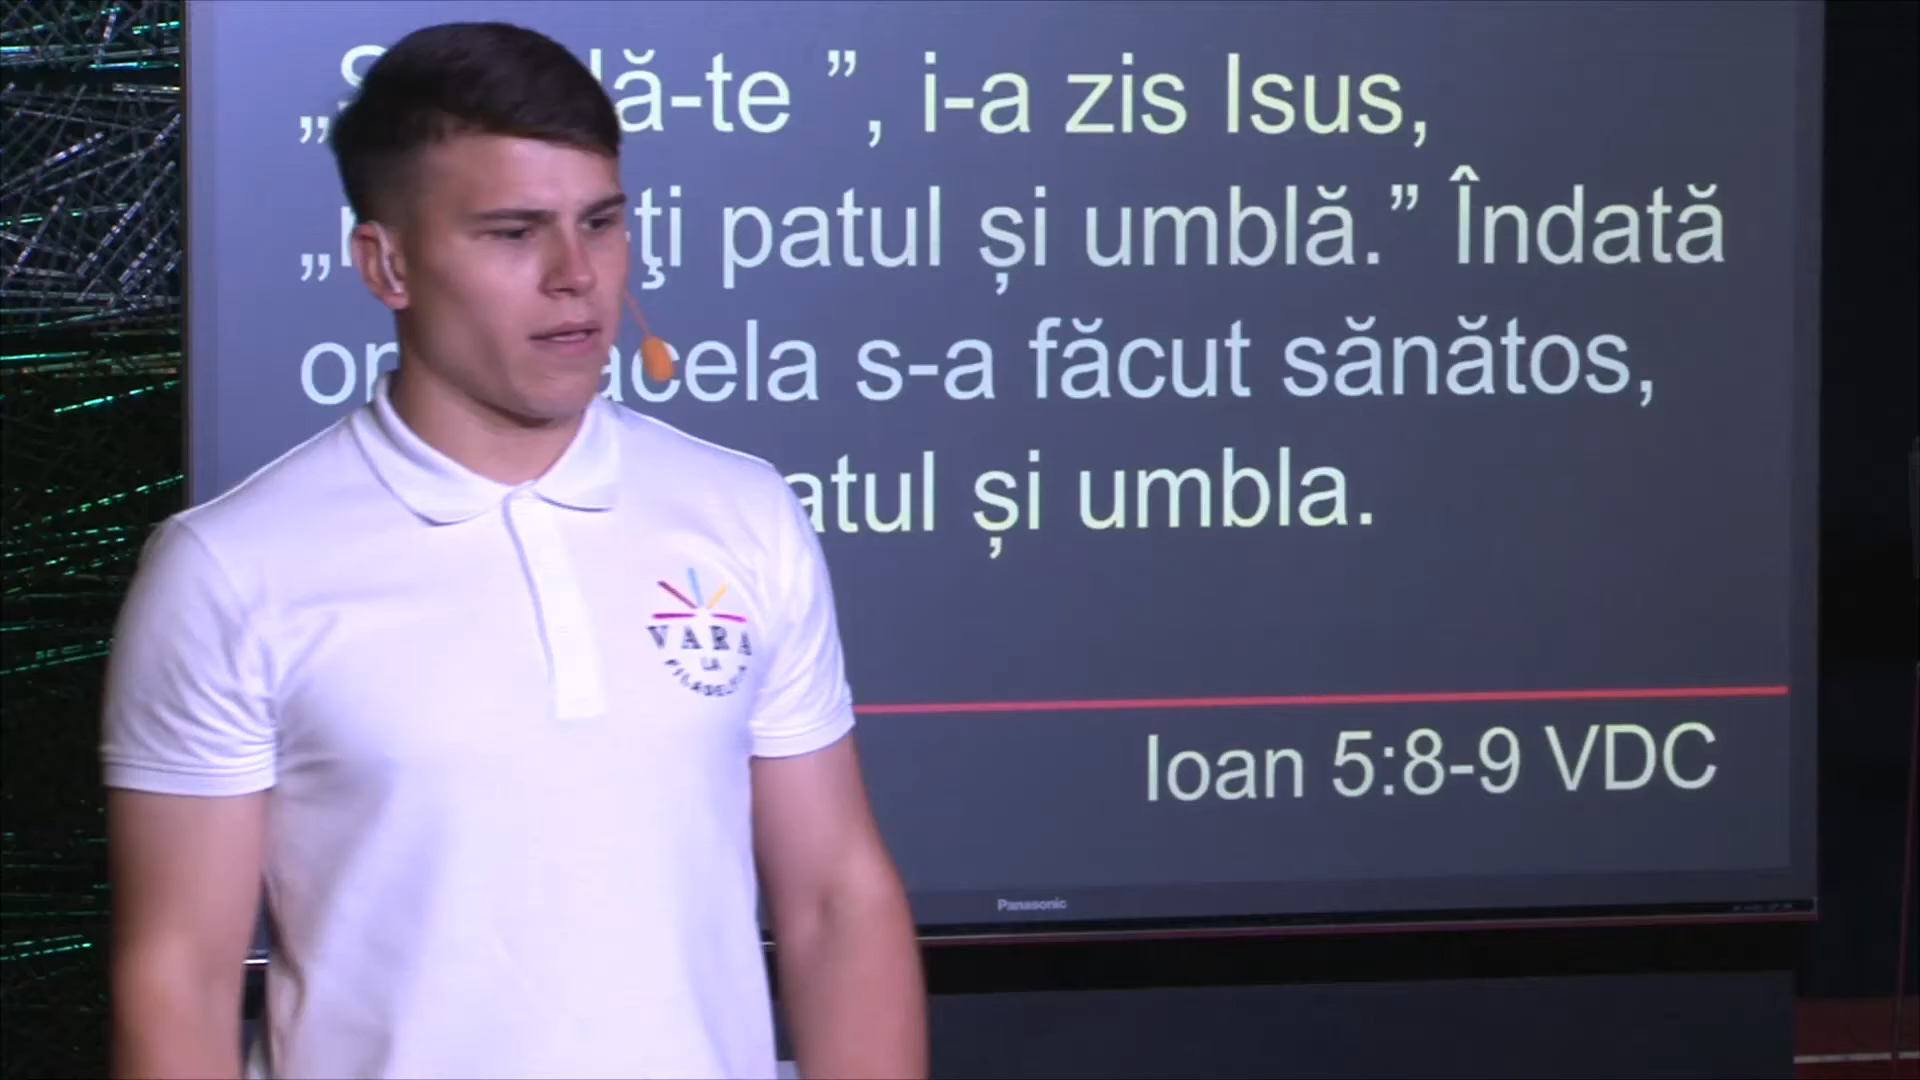 lă-te ”, i-a zis Isus,
-ţi patul și umblă.” Îndată
acela s-a făcut sănătos,
atul și umbla.
Ioan 5:8-9 VDC
Panasonic
VARA
LA
FILADELFIA